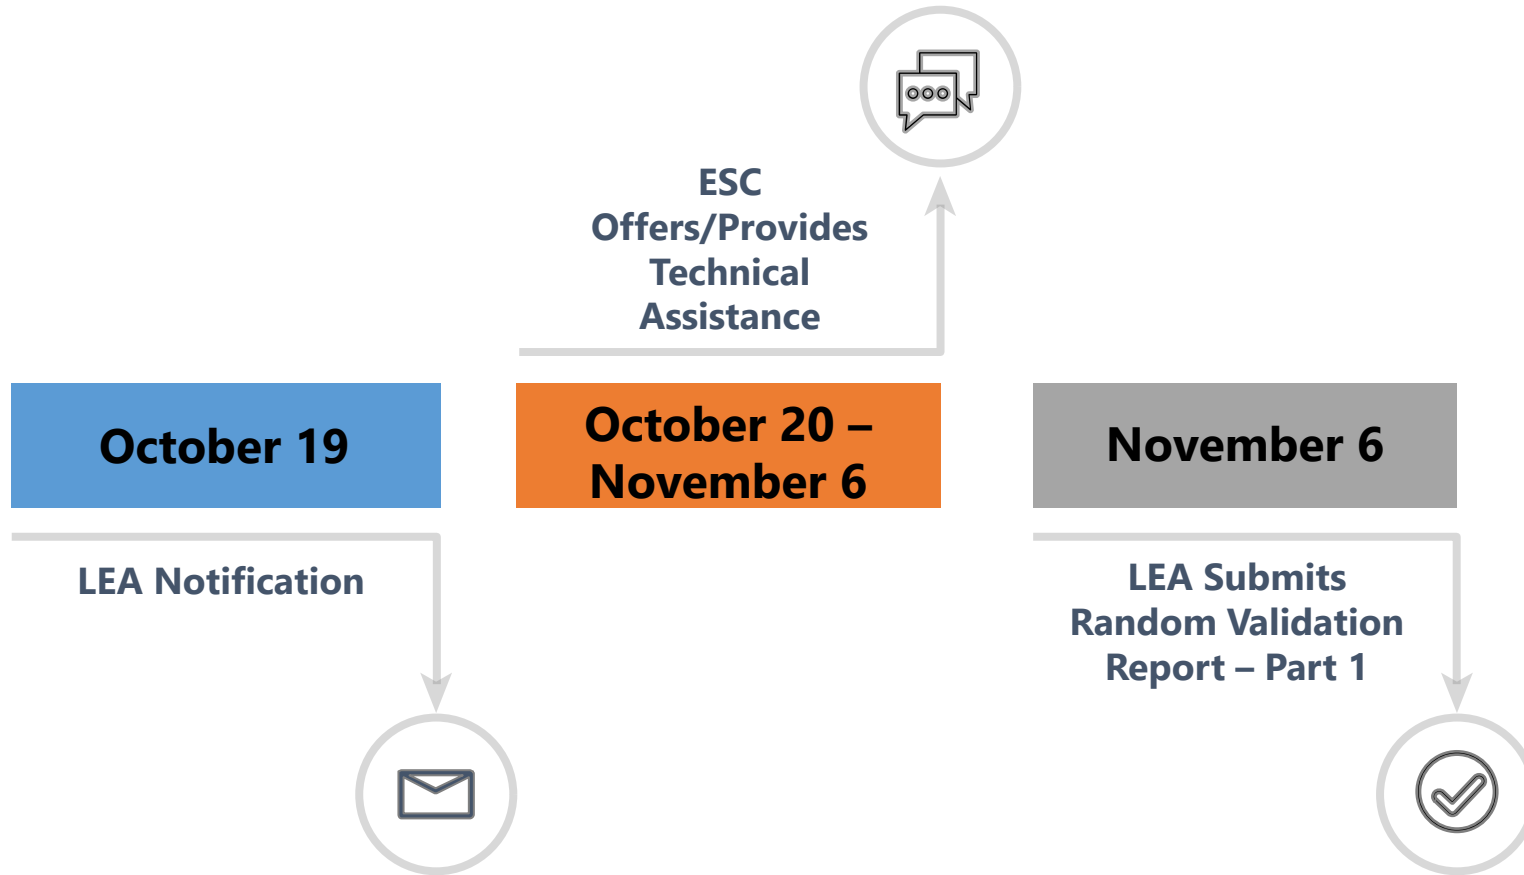 October 19
LEA Notification
ESC
Offers/Provides
Technical
Assistance
October 20 –
November 6
November 6
LEA Submits
Random Validation
Report – Part 1